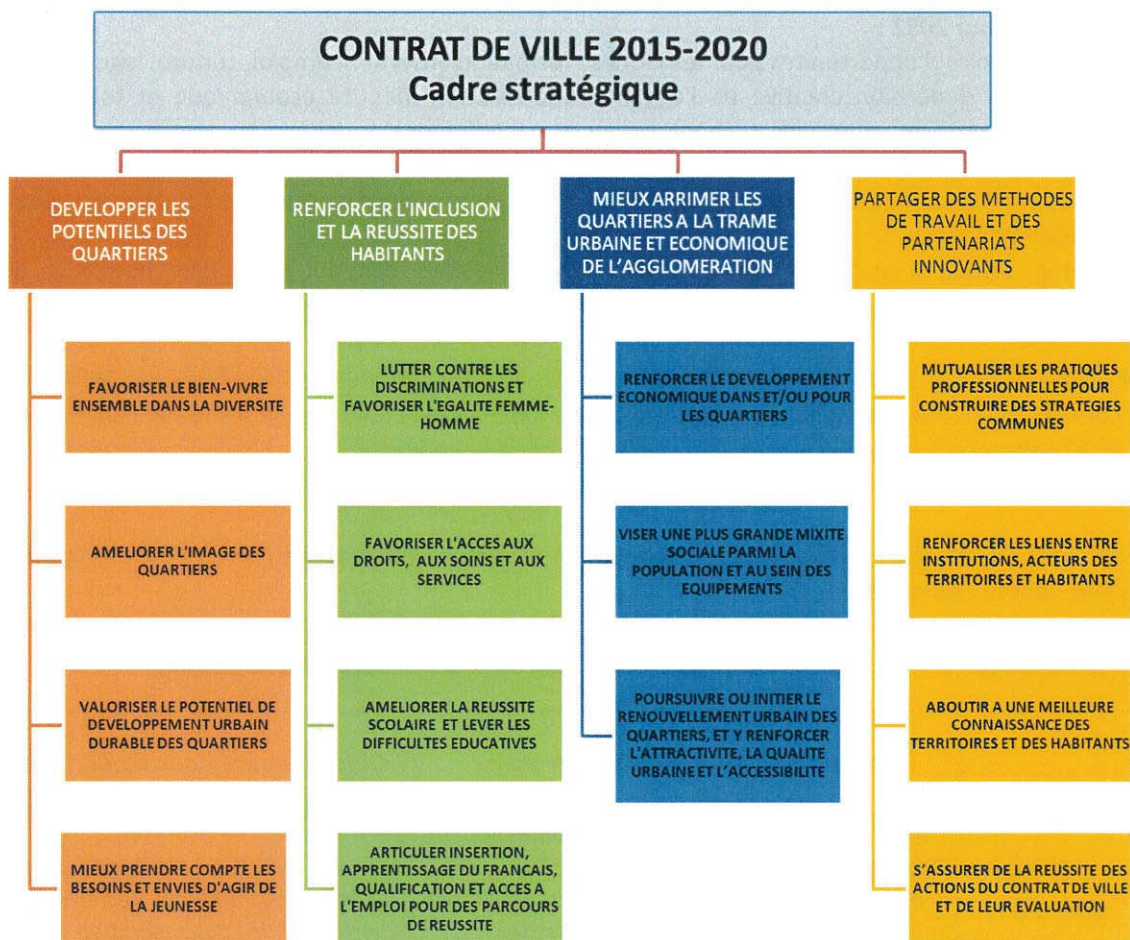 CONTRAT DE VILLE 2015-2020
Cadre stratégique
DEVELOPPER LES
POTENTIELS DES
QUARTIERS
FAVORISER LE BIEN-VIVRE
ENSEMBLE DANS LA DIVERSITE
AMELIORER L'IMAGE DES
QUARTIERS
VALORISER LE POTENTIEL DE
DEVELOPPEMENT URBAIN
DURABLE DES QUARTIERS
MIEUX PRENDRE COMPTE LES
BESOINS ET ENVIES D'AGIR DE
LA JEUNESSE
RENFORCER L'INCLUSION
ET LA REUSSITE DES
HABITANTS
LUTTER CONTRE LES
DISCRIMINATIONS ET
FAVORISER L'EGALITE FEMME-
HOMME
FAVORISER L'ACCES AUX
DROITS, AUX SOINS ET AUX
SERVICES
AMELIORER LA REUSSITE
SCOLAIRE ET LEVER LES
DIFFICULTES EDUCATIVES
ARTICULER INSERTION,
APPRENTISSAGE DU FRANCAIS,
QUALIFICATION ET ACCES A
L'EMPLOI POUR DES PARCOURS
DE REUSSITE
MIEUX ARRIMER LES
QUARTIERS A LA TRAME
URBAINE ET ECONOMIQUE
DE L'AGGLOMERATION
RENFORCER LE DEVELOPPEMENT
ECONOMIQUE DANS ET/OU POUR
LES QUARTIERS
VISER UNE PLUS GRANDE MIXITE
SOCIALE PARMI LA
POPULATION ET AU SEIN DES
EQUIPEMENTS
POURSUIVRE OU INITIER LE
RENOUVELLEMENT URBAIN DES
QUARTIERS, ET Y RENFORCER
L'ATTRACTIVITE, LA QUALITE
URBAINE ET L'ACCESSIBILITE
PARTAGER DES METHODES
DE TRAVAIL ET DES
PARTENARIATS
INNOVANTS
MUTUALISER LES PRATIQUES
PROFESSIONNELLES POUR
CONSTRUIRE DES STRATEGIES
COMMUNES
RENFORCER LES LIENS ENTRE
INSTITUTIONS, ACTEURS DES
TERRITOIRES ET HABITANTS
ABOUTIR A UNE MEILLEURE
CONNAISSANCE DES
TERRITOIRES ET DES HABITANTS
S'ASSURER DE LA REUSSITE DES
ACTIONS DU CONTRAT DE VILLE
ET DE LEUR EVALUATION